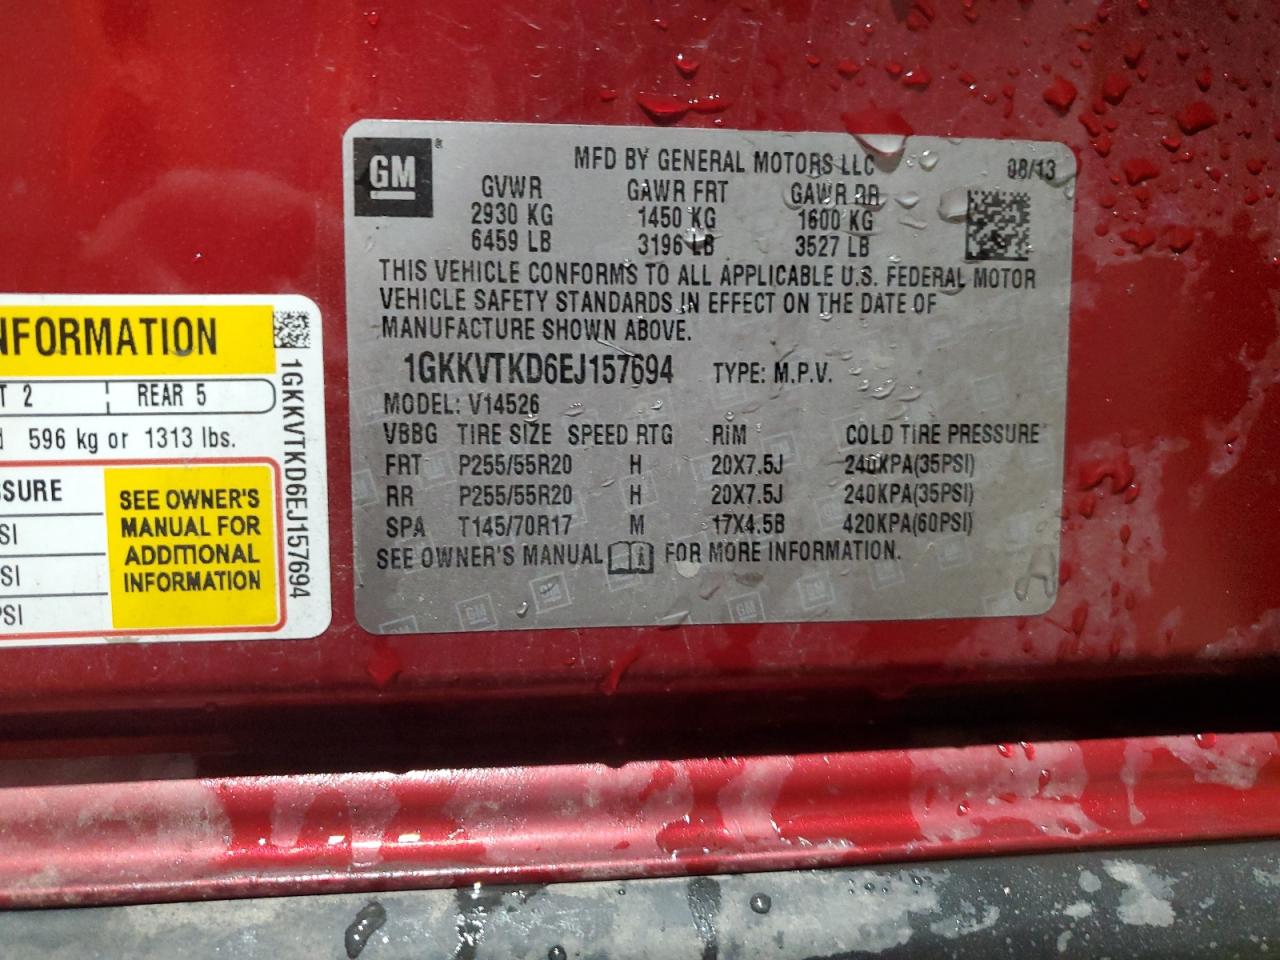 GM
MFD BY GENERAL MOTORS LLC 08/13
GVWR GAWR FRT GAWR RR
2930 KG 1450 KG 1600 KG
6459 LB 3196 LB 3527 LB
THIS VEHICLE CONFORMS TO ALL APPLICABLE U.S. FEDERAL MOTOR
VEHICLE SAFETY STANDARDS IN EFFECT ON THE DATE OF
MANUFACTURE SHOWN ABOVE.
1GKKVTKD6EJ157694 TYPE: M.P.V.
MODEL: V14526
VBBG TIRE SIZE SPEED RTG RIM COLD TIRE PRESSURE
FRT P255/55R20 H 20X7.5J 240KPA(35PSI)
RR P255/55R20 H 20X7.5J 240KPA(35PSI)
SPA T145/70R17 M 17X4.5B 420KPA(60PSI)
SEE OWNER'S MANUAL FOR MORE INFORMATION.
NFORMATION
T 2 REAR 5
596 kg or 1313 lbs.
SSURE
SI
SI
PSI
SEE OWNER'S
MANUAL FOR
ADDITIONAL
INFORMATION
1GKKVTKD6EJ157694